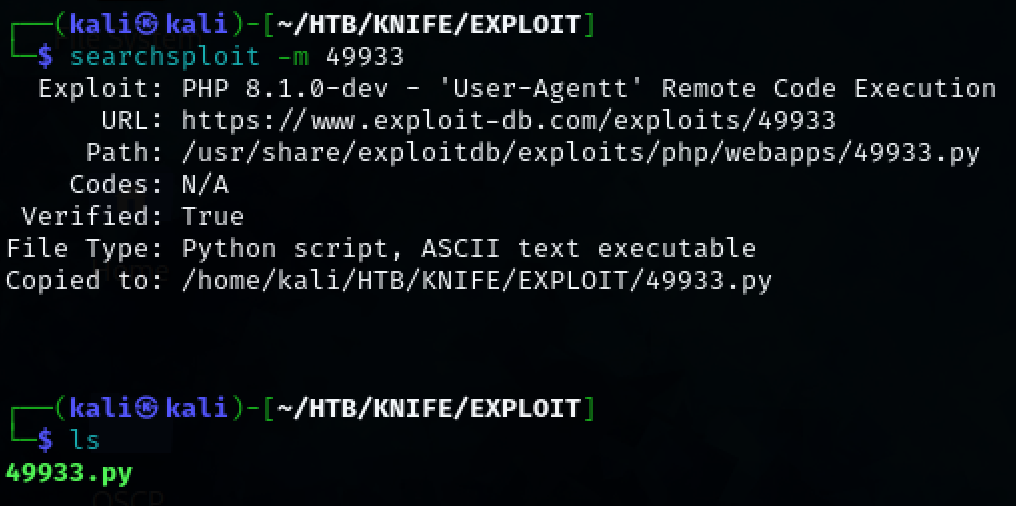 ┌──(kali㉿kali)-[~/HTB/KNIFE/EXPLOIT]
└─$ searchsploit -m 49933
Exploit: PHP 8.1.0-dev - 'User-Agentt' Remote Code Execution
URL: https://www.exploit-db.com/exploits/49933
Path: /usr/share/exploitdb/exploits/php/webapps/49933.py
Codes: N/A
Verified: True
File Type: Python script, ASCII text executable
Copied to: /home/kali/HTB/KNIFE/EXPLOIT/49933.py
┌──(kali㉿kali)-[~/HTB/KNIFE/EXPLOIT]
└─$ ls
49933.py
OSCP